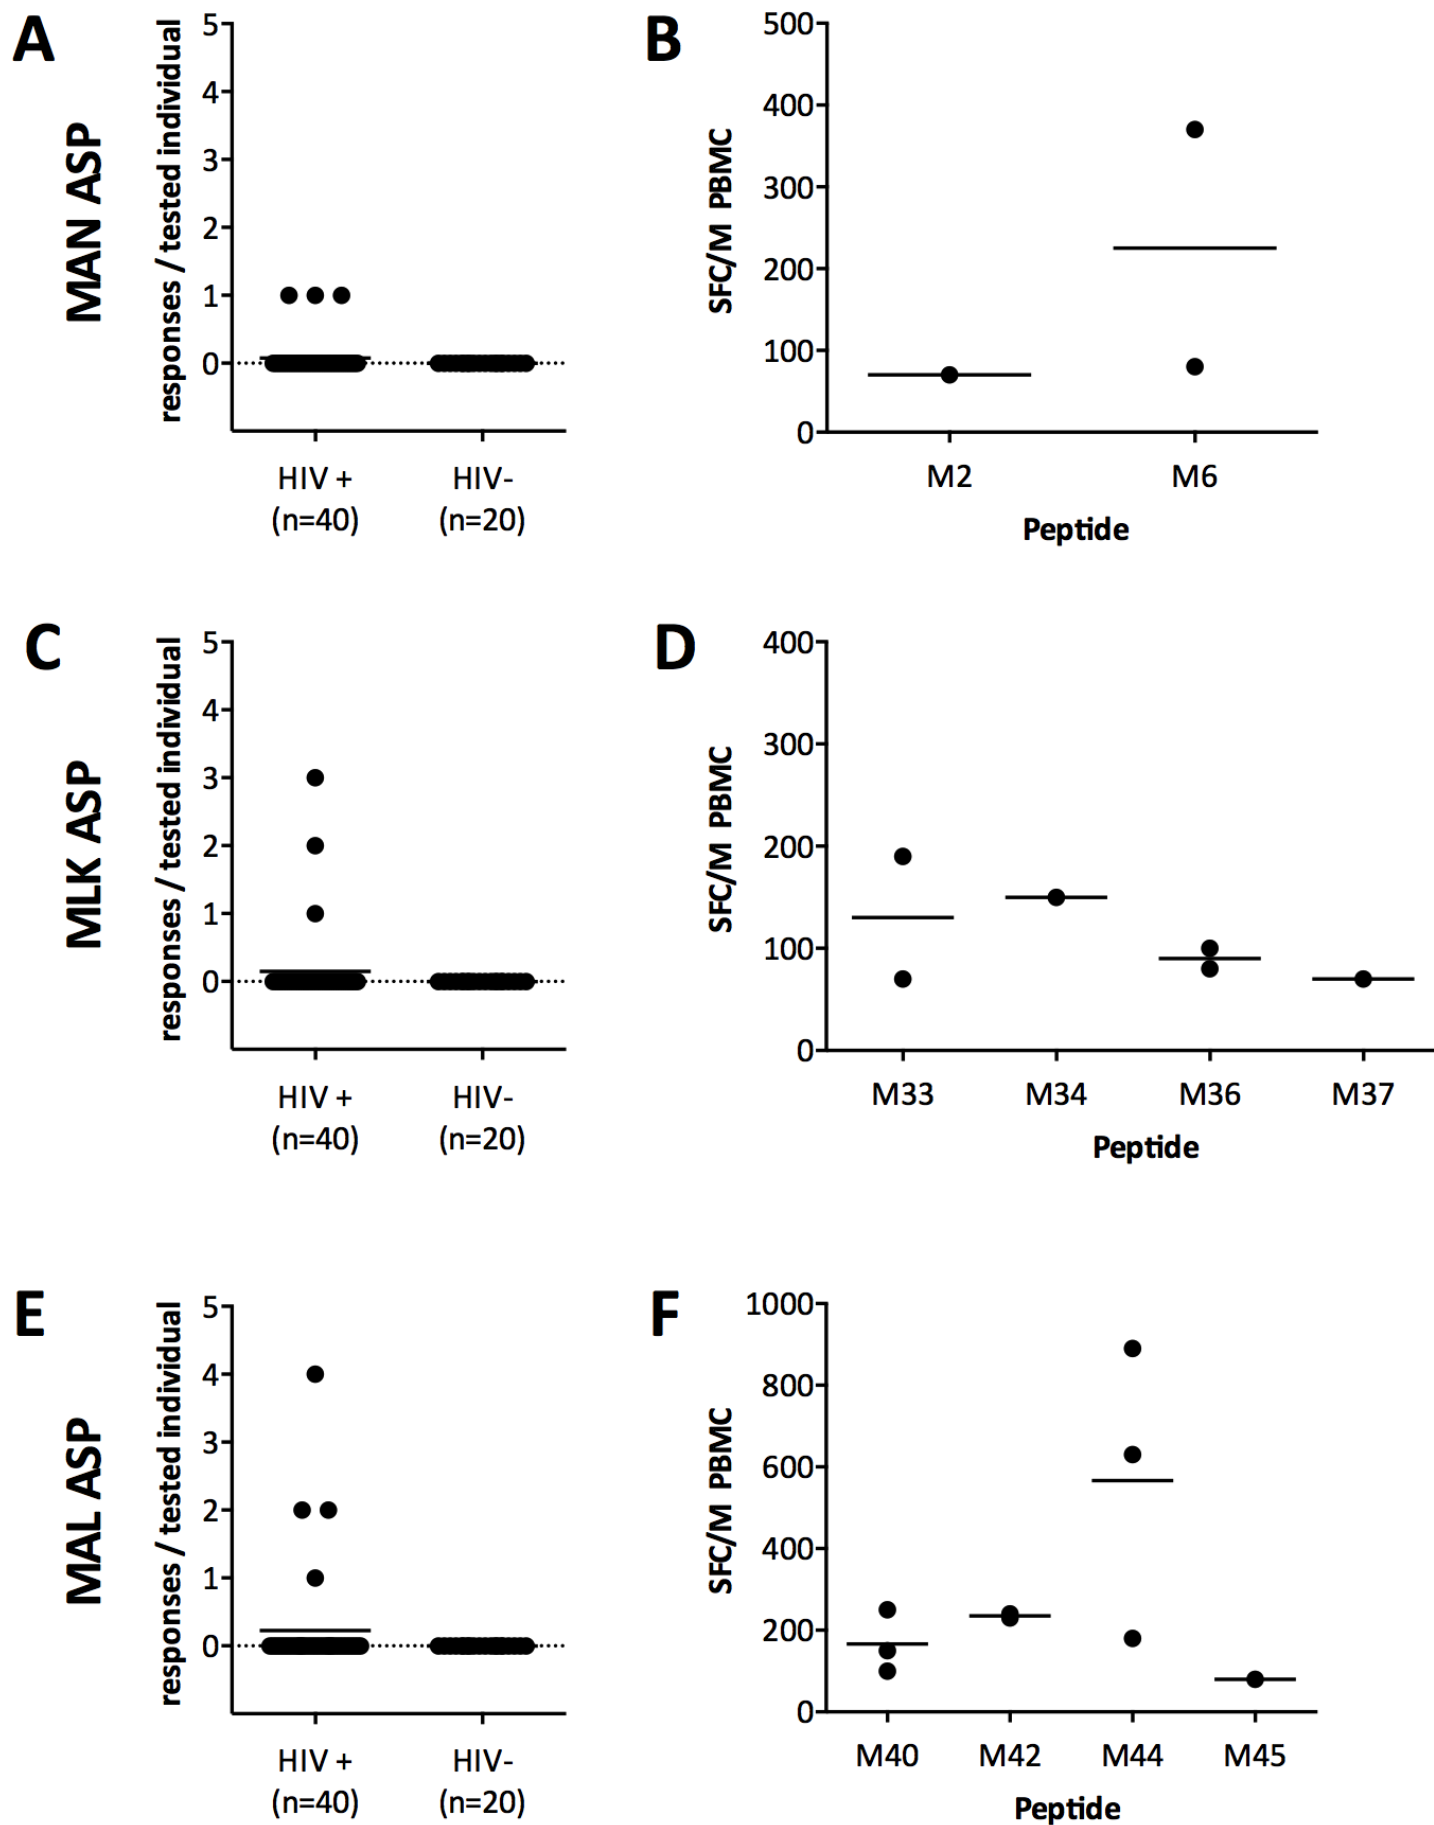 A
MAN ASP
responses / tested individual
5
4
3
2
1
0
HIV +
(n=40)
HIV-
(n=20)
B
SFC/M PBMC
500
400
300
200
100
0
M2
M6
Peptide
C
MLK ASP
responses / tested individual
5
4
3
2
1
0
HIV +
(n=40)
HIV-
(n=20)
D
SFC/M PBMC
400
300
200
100
0
M33
M34
M36
M37
Peptide
E
MAL ASP
responses / tested individual
5
4
3
2
1
0
HIV +
(n=40)
HIV-
(n=20)
F
SFC/M PBMC
1000
800
600
400
200
0
M40
M42
M44
M45
Peptide